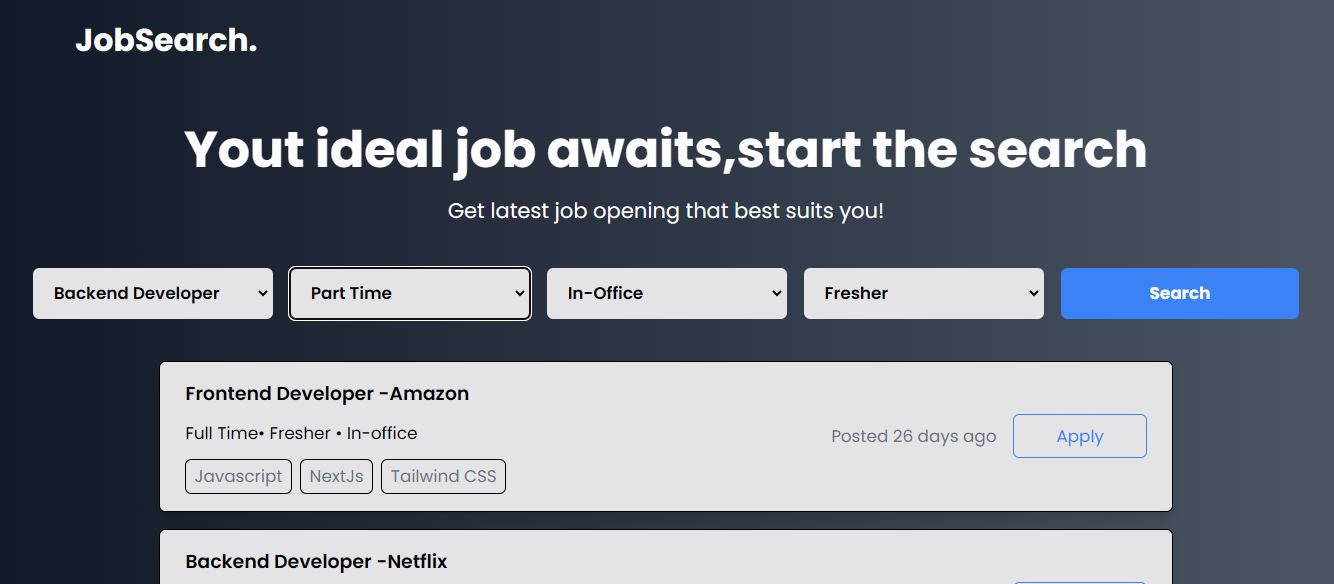 JobSearch.
Yout ideal job awaits,start the search
Get latest job opening that best suits you!
Backend Developer Part Time In-Office Fresher Search
Frontend Developer -Amazon
Full Time• Fresher • In-office
Posted 26 days ago Apply
Javascript NextJs Tailwind CSS
Backend Developer -Netflix